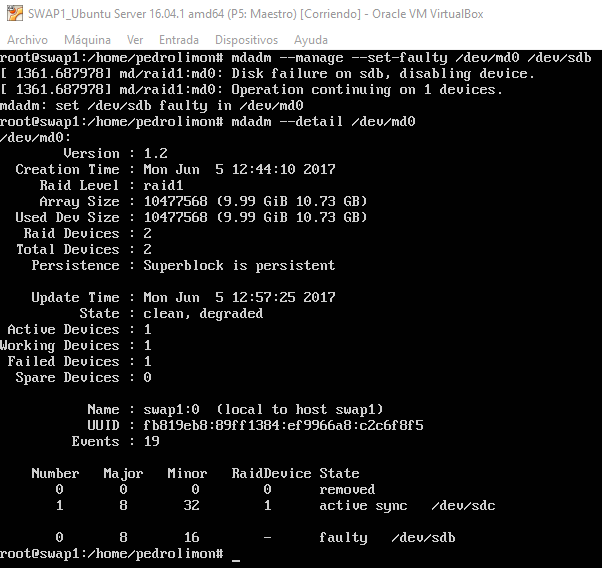 SWAP1_Ubuntu Server 16.04.1 amd64 (P5: Maestro) [Corriendo] - Oracle VM VirtualBox
Archivo Máquina Ver Entrada Dispositivos Ayuda
root@swap1:/home/pedrolimon# mdadm --manage --set-faulty /dev/md0 /dev/sdb
[ 1361.687978] md/raid1:md0: Disk failure on sdb, disabling device.
[ 1361.687978] md/raid1:md0: Operation continuing on 1 devices.
mdadm: set /dev/sdb faulty in /dev/md0
root@swap1:/home/pedrolimon# mdadm --detail /dev/md0
/dev/md0:
Version : 1.2
Creation Time : Mon Jun  5 12:44:10 2017
Raid Level : raid1
Array Size : 10477568 (9.99 GiB 10.73 GB)
Used Dev Size : 10477568 (9.99 GiB 10.73 GB)
Raid Devices : 2
Total Devices : 2
Persistence : Superblock is persistent
Update Time : Mon Jun  5 12:57:25 2017
State : clean, degraded
Active Devices : 1
Working Devices : 1
Failed Devices : 1
Spare Devices : 0
Name : swap1:0  (local to host swap1)
UUID : fb819eb8:89ff1384:ef9966a8:c2c6f8f5
Events : 19
Number   Major   Minor   RaidDevice State
0       0        0        0      removed
1       8       32        1      active sync   /dev/sdc
0       8       16        -      faulty   /dev/sdb
root@swap1:/home/pedrolimon# _